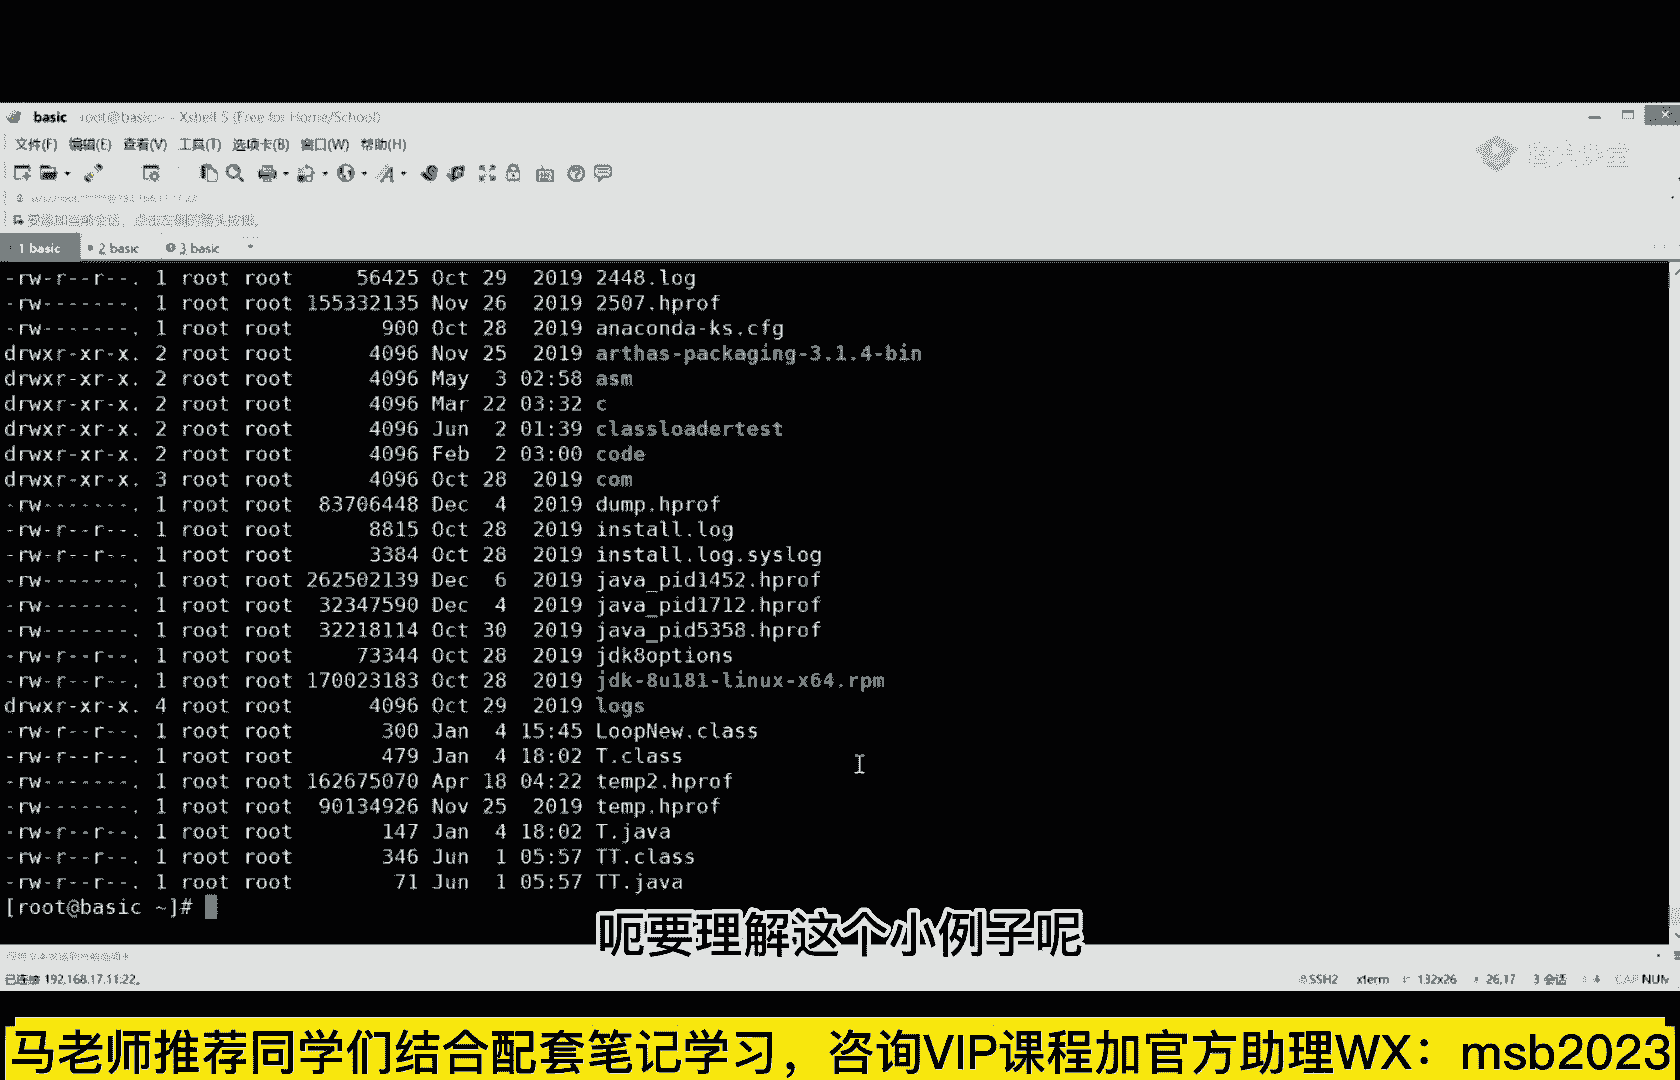 basic root@basic:~ - Xshell 5 (Free for Home/School)
文件(F) 编辑(E) 查看(V) 工具(T) 选项卡(B) 窗口(W) 帮助(H)
1 basic 2 basic 3 basic
-rw-r--r--. 1 root root 56425 Oct 29 2019 2448.log
-rw-------. 1 root root 155332135 Nov 26 2019 2507.hprof
-rw-------. 1 root root 900 Oct 28 2019 anaconda-ks.cfg
drwxr-xr-x. 2 root root 4096 Nov 25 2019 arthas-packaging-3.1.4-bin
drwxr-xr-x. 2 root root 4096 May 3 02:58 asm
drwxr-xr-x. 2 root root 4096 Mar 22 03:32 c
drwxr-xr-x. 2 root root 4096 Jun 2 01:39 classloadertest
drwxr-xr-x. 2 root root 4096 Feb 2 03:00 code
drwxr-xr-x. 3 root root 4096 Oct 28 2019 com
-rw-------. 1 root root 83706448 Dec 4 2019 dump.hprof
-rw-r--r--. 1 root root 8815 Oct 28 2019 install.log
-rw-r--r--. 1 root root 3384 Oct 28 2019 install.log.syslog
-rw-------. 1 root root 262502139 Dec 6 2019 java_pid1452.hprof
-rw-------. 1 root root 32347590 Dec 4 2019 java_pid1712.hprof
-rw-------. 1 root root 32218114 Oct 30 2019 java_pid5358.hprof
-rw-r--r--. 1 root root 73344 Oct 28 2019 jdk8options
-rw-r--r--. 1 root root 170023183 Oct 28 2019 jdk-8u181-linux-x64.rpm
drwxr-xr-x. 4 root root 4096 Oct 29 2019 logs
-rw-r--r--. 1 root root 300 Jan 4 15:45 LoopNew.class
-rw-r--r--. 1 root root 479 Jan 4 18:02 T.class
-rw-------. 1 root root 162675070 Apr 18 04:22 temp2.hprof
-rw-------. 1 root root 90134926 Nov 25 2019 temp.hprof
-rw-r--r--. 1 root root 147 Jan 4 18:02 T.java
-rw-r--r--. 1 root root 346 Jun 1 05:57 TT.class
-rw-r--r--. 1 root root 71 Jun 1 05:57 TT.java
[root@basic ~]#
呃要理解这个小例子呢
已连接 192.168.17.11:22。 SSH2 xterm 132x26 26,17 3 会话 CAP NUM
马老师推荐同学们结合配套笔记学习，咨询VIP课程加官方助理WX：msb2023